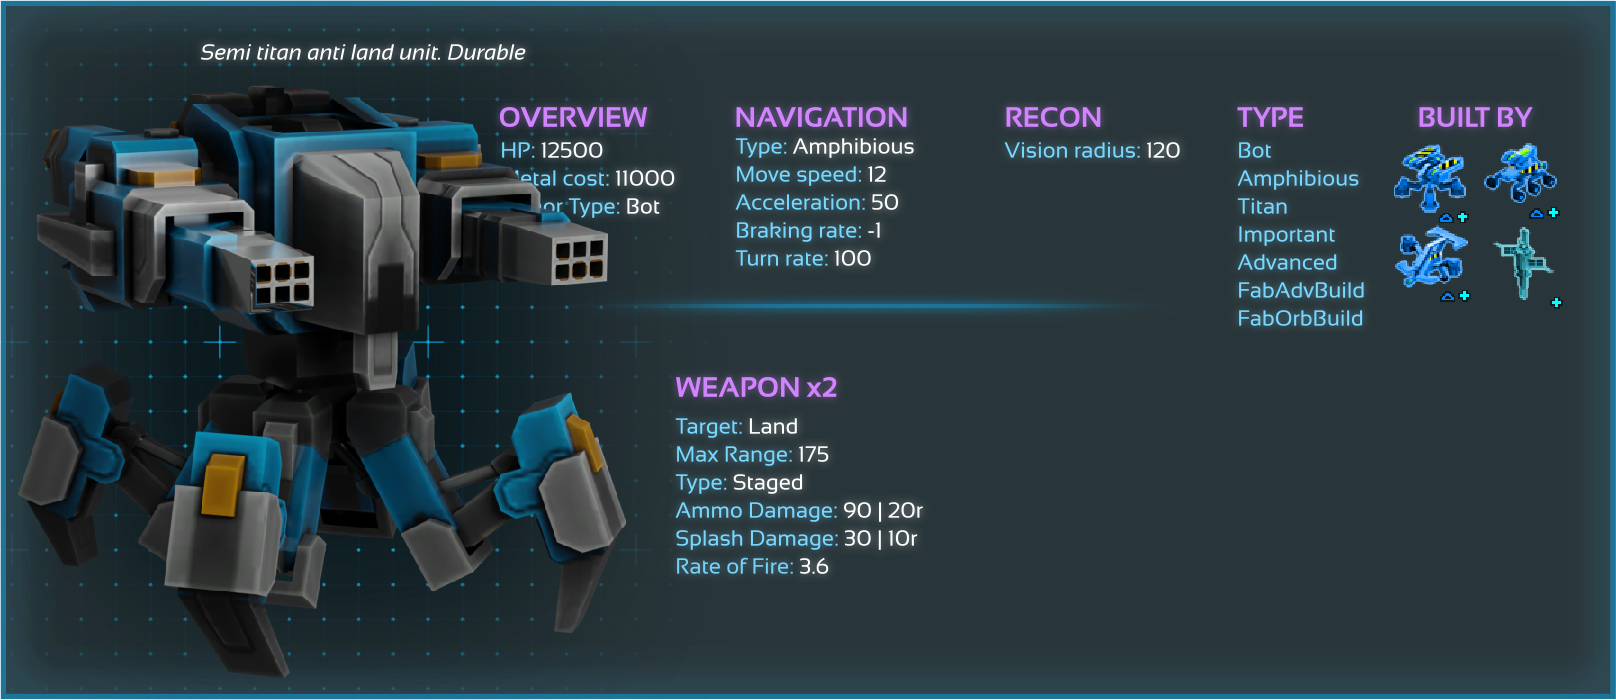 Semi titan anti land unit. Durable
OVERVIEW
HP: 12500
Metal cost: 11000
Type: Bot
NAVIGATION
Type: Amphibious
Move speed: 12
Acceleration: 50
Braking rate: -1
Turn rate: 100
RECON
Vision radius: 120
TYPE
Bot
Amphibious
Titan
Important
Advanced
FabAdvBuild
FabOrbBuild
BUILT BY
WEAPON x2
Target: Land
Max Range: 175
Type: Staged
Ammo Damage: 90 | 20r
Splash Damage: 30 | 10r
Rate of Fire: 3.6